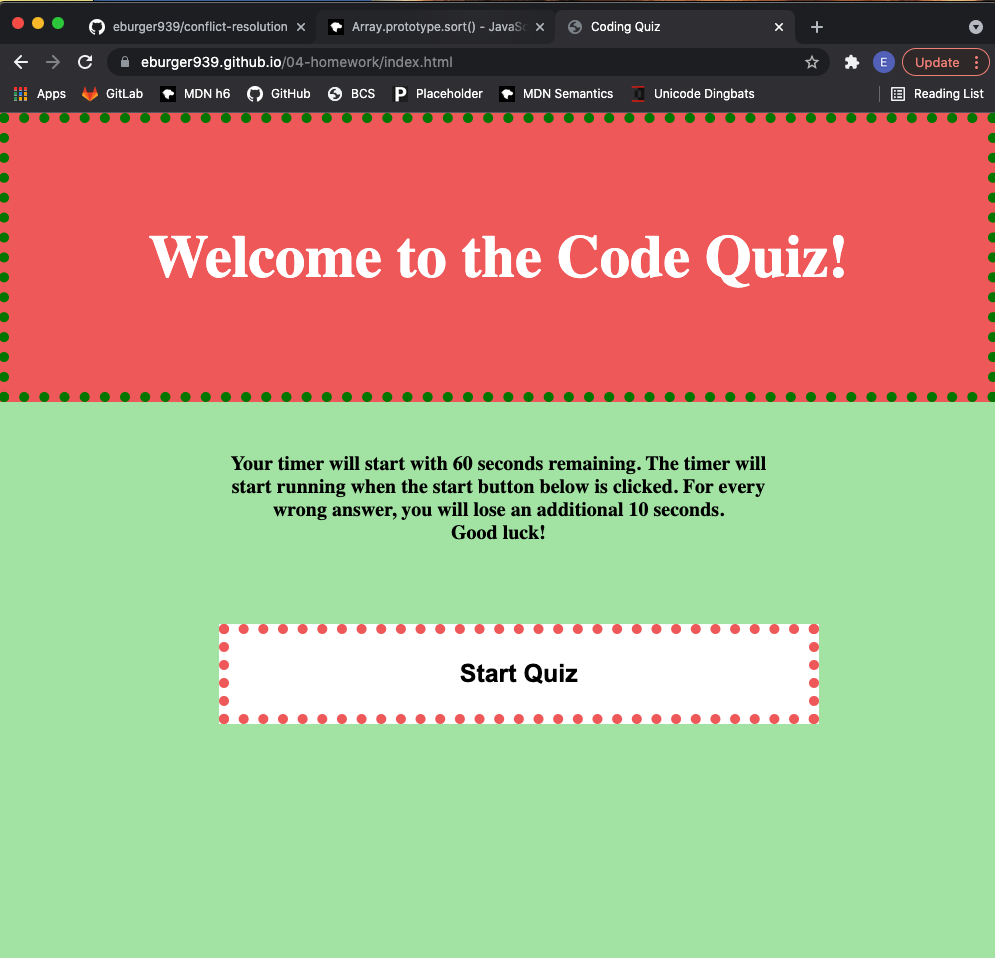 eburger939/conflict-resolution
Array.prototype.sort() - JavaSc
Coding Quiz
eburger939.github.io/04-homework/index.html
E
Update
Apps
GitLab
MDN h6
GitHub
BCS
Placeholder
MDN Semantics
Unicode Dingbats
Reading List
Welcome to the Code Quiz!
Your timer will start with 60 seconds remaining. The timer will
start running when the start button below is clicked. For every
wrong answer, you will lose an additional 10 seconds.
Good luck!
Start Quiz